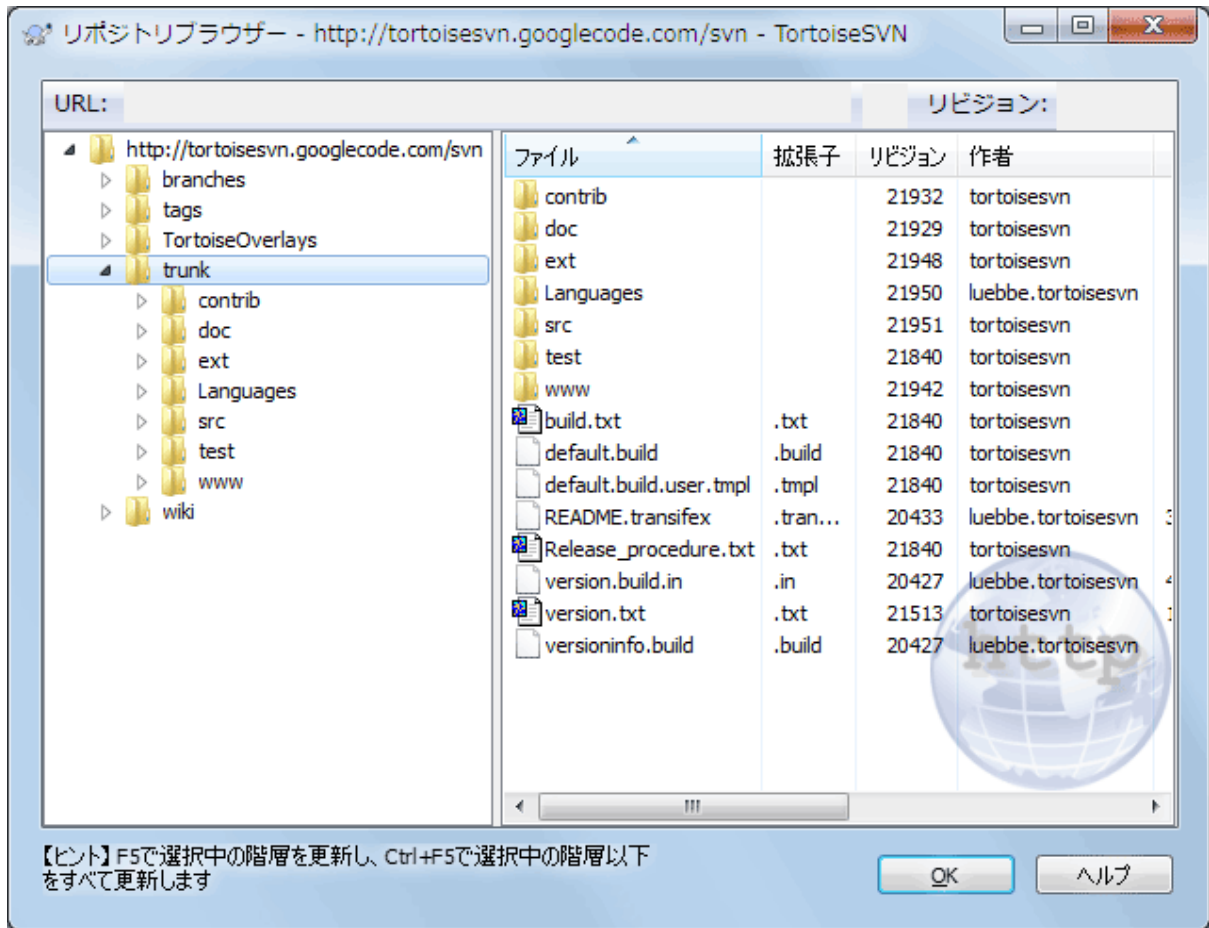 リポジトリブラウザー - http://tortoisesvn.googlecode.com/svn - TortoiseSVN
URL:
リビジョン:
http://tortoisesvn.googlecode.com/svn
branches
tags
TortoiseOverlays
trunk
contrib
doc
ext
Languages
src
test
www
wiki
ファイル 拡張子 リビジョン 作者
contrib 21932 tortoisesvn
doc 21929 tortoisesvn
ext 21948 tortoisesvn
Languages 21950 luebbe.tortoisesvn
src 21951 tortoisesvn
test 21840 tortoisesvn
www 21942 tortoisesvn
build.txt .txt 21840 tortoisesvn
default.build .build 21840 tortoisesvn
default.build.user.tmpl .tmpl 21840 tortoisesvn
README.transifex .tran... 20433 luebbe.tortoisesvn
Release_procedure.txt .txt 21840 tortoisesvn
version.build.in .in 20427 luebbe.tortoisesvn
version.txt .txt 21513 tortoisesvn
versioninfo.build .build 20427 luebbe.tortoisesvn
http
【ヒント】F5で選択中の階層を更新し、Ctrl+F5で選択中の階層以下
をすべて更新します
OK
ヘルプ